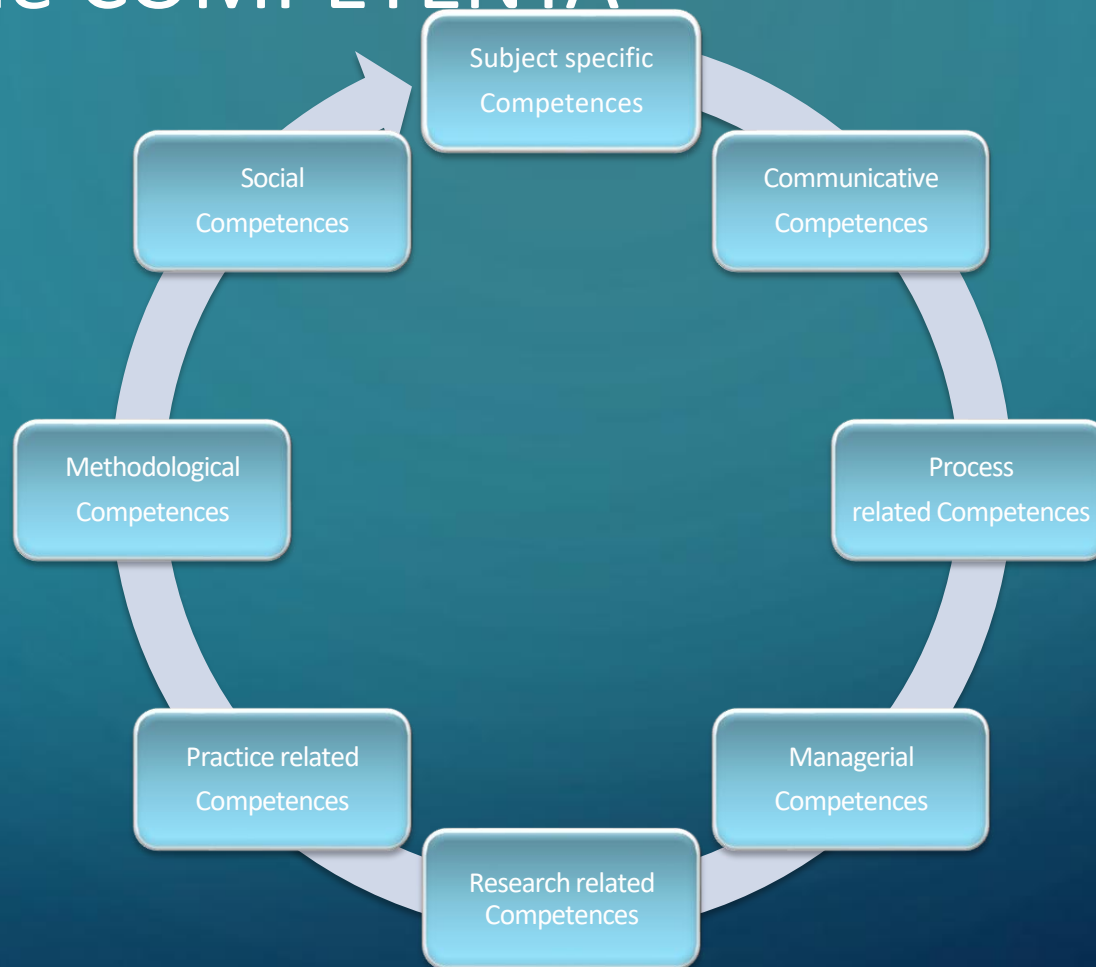 Subject specific
Competences
Communicative
Competences
Process
related Competences
Managerial
Competences
Research related
Competences
Practice related
Competences
Methodological
Competences
Social
Competences